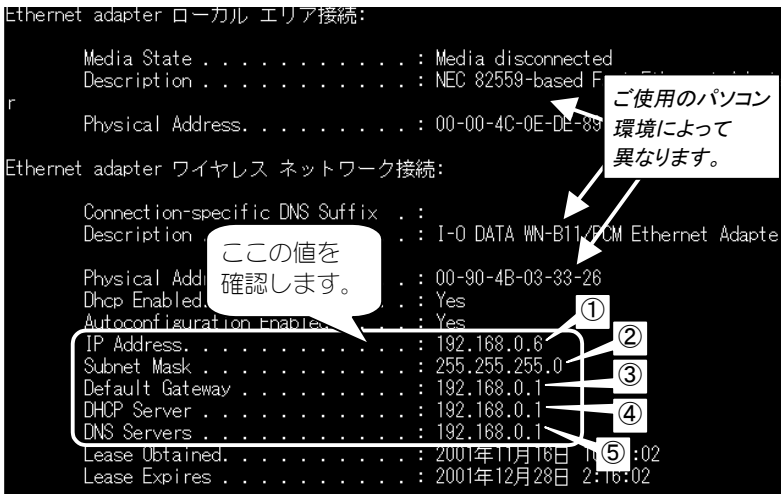 Ethernet adapter ローカル エリア接続:
Media State . . . . . . . . . . . : Media disconnected
Description . . . . . . . . . . . : NEC 82559-based
r
Physical Address. . . . . . . . . : 00-00-4C-0E-DE-89
ご使用のパソコン
環境によって
異なります。
Ethernet adapter ワイヤレス ネットワーク接続:
Connection-specific DNS Suffix . :
Description . : I-O DATA WN-B11/PCM Ethernet Adapte
ここの値を
確認します。
Physical Add . . : 00-90-4B-03-33-26
Dhcp Enabled. . . : Yes
Autoconfiguration Enabled. . . . : Yes
IP Address. . . . . . . . . . . . : 192.168.0.6 ①
Subnet Mask . . . . . . . . . . . : 255.255.255.0 ②
Default Gateway . . . . . . . . . : 192.168.0.1 ③
DHCP Server . . . . . . . . . . . : 192.168.0.1 ④
DNS Servers . . . . . . . . . . . : 192.168.0.1 ⑤
Lease Obtained. . . . . . . . . . : 2001年11月16日 :02
Lease Expires . . . . . . . . . . : 2001年12月28日 2:16:02